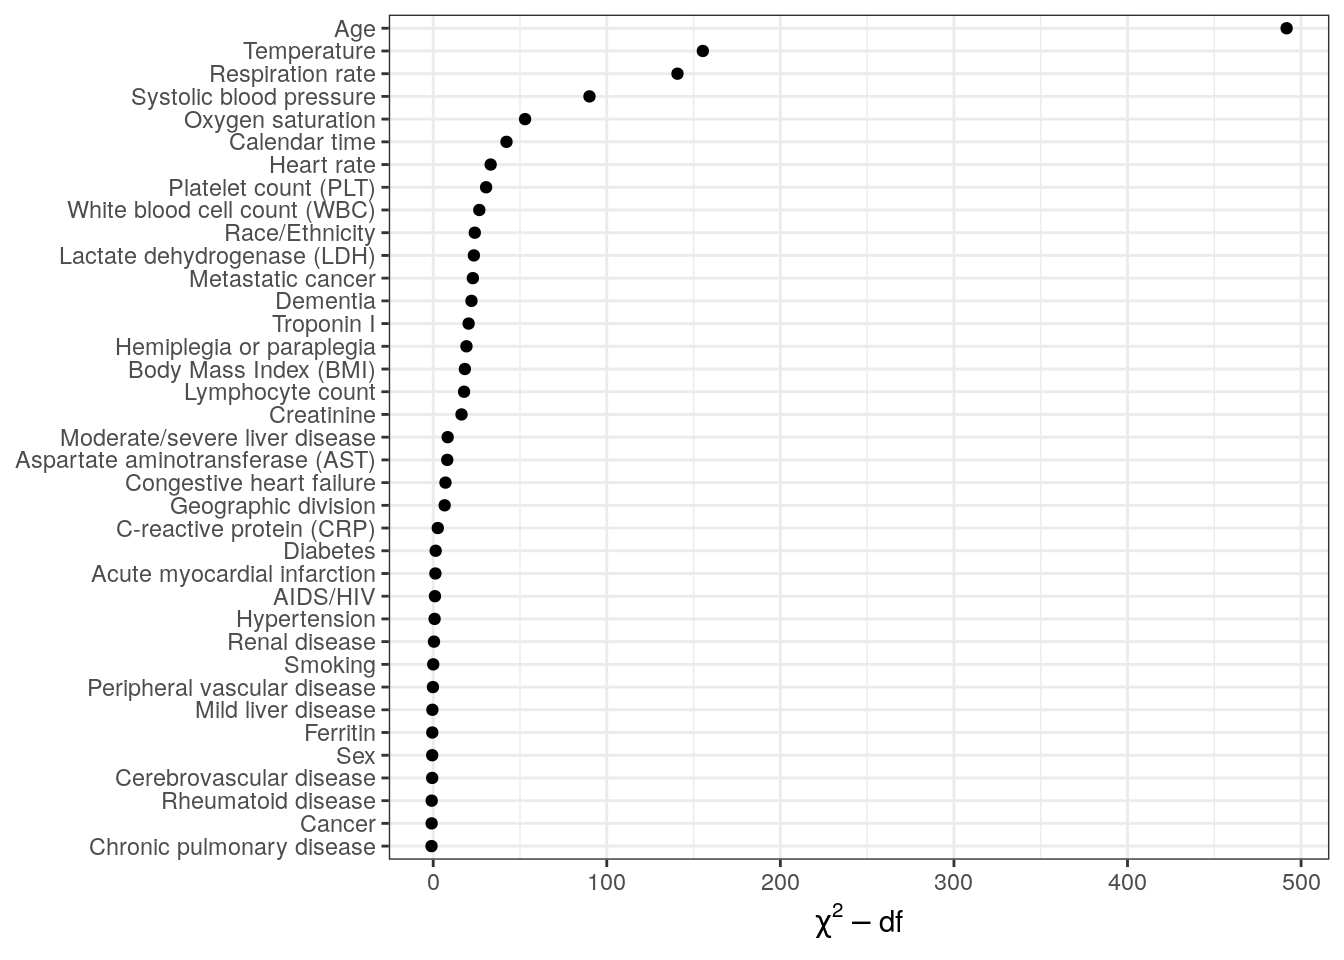 Age
Temperature
Respiration rate
Systolic blood pressure
Oxygen saturation
Calendar time
Heart rate
Platelet count (PLT)
White blood cell count (WBC)
Race/Ethnicity
Lactate dehydrogenase (LDH)
Metastatic cancer
Dementia
Troponin I
Hemiplegia or paraplegia
Body Mass Index (BMI)
Lymphocyte count
Creatinine
Moderate/severe liver disease
Aspartate aminotransferase (AST)
Congestive heart failure
Geographic division
C-reactive protein (CRP)
Diabetes
Acute myocardial infarction
AIDS/HIV
Hypertension
Renal disease
Smoking
Peripheral vascular disease
Mild liver disease
Ferritin
Sex
Cerebrovascular disease
Rheumatoid disease
Cancer
Chronic pulmonary disease
0 100 200 300 400 500
χ² − df